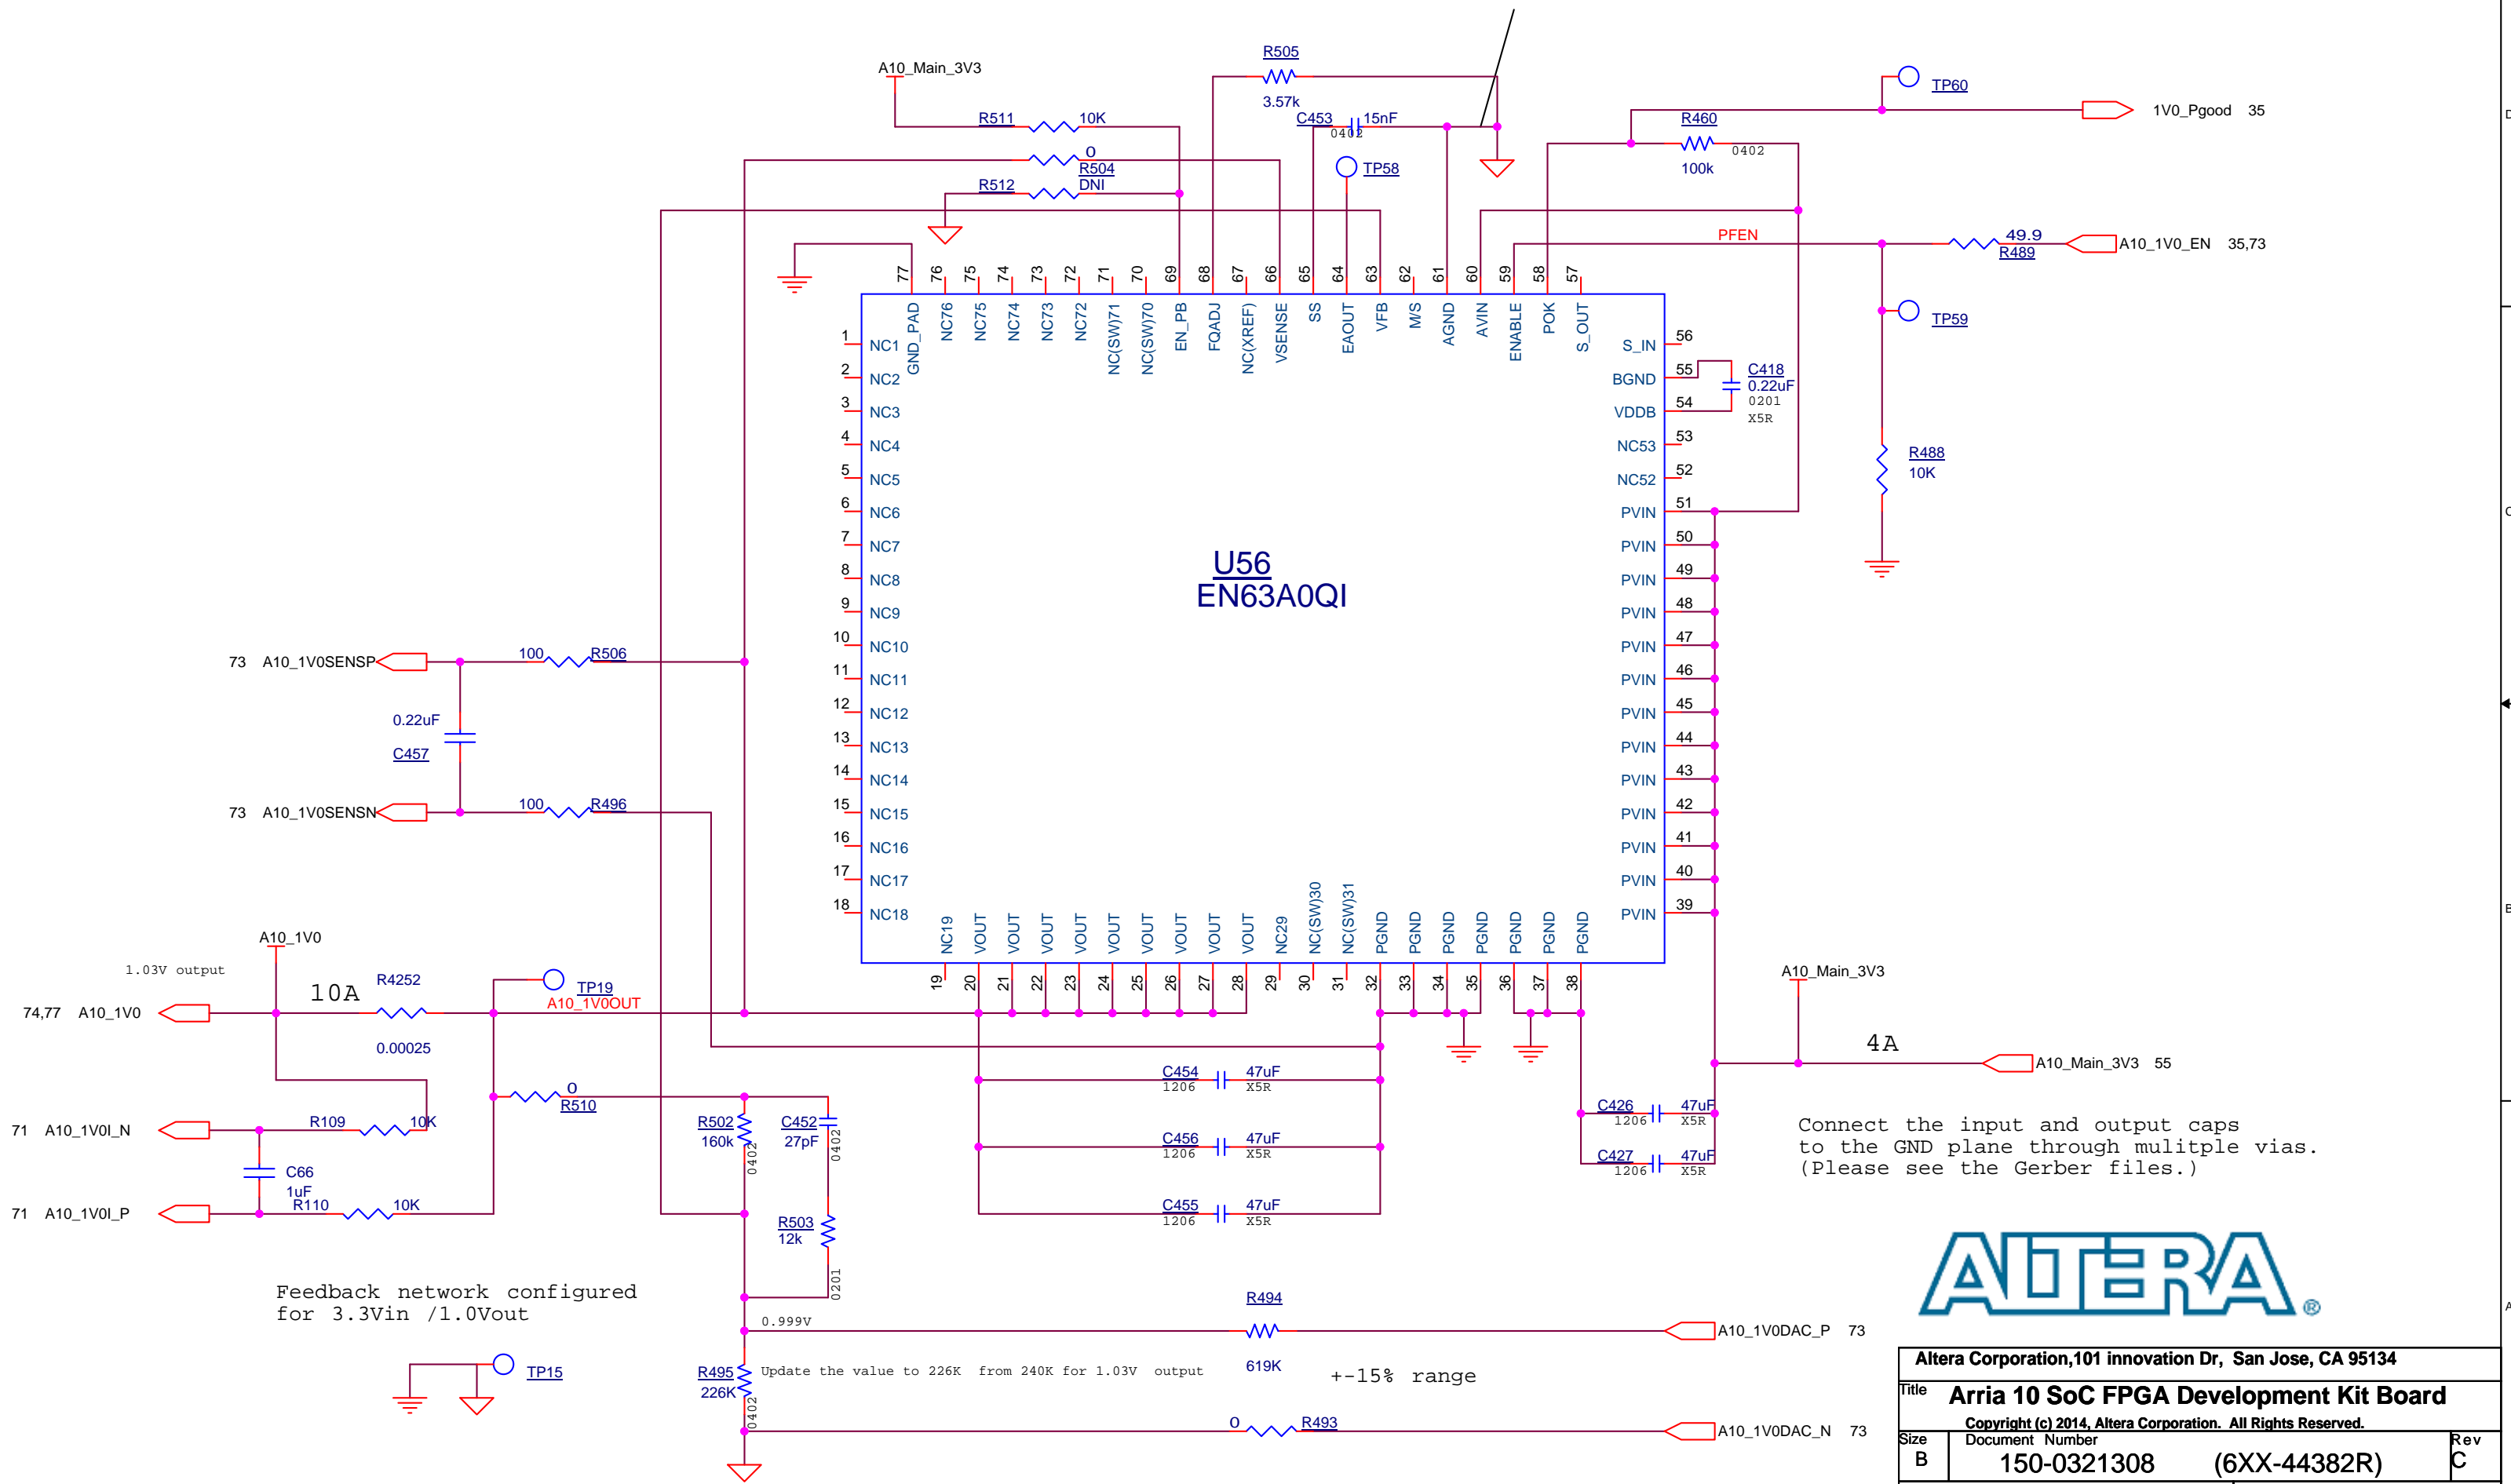 A10_Main_3V3
R505
3.57k
R511 10K
C453 15nF
0402
0
R504
R512 DNI
TP58
R460
0402
100k
TP60
1V0_Pgood 35
PFEN
49.9
R489
A10_1V0_EN 35,73
TP59
R488
10K
77 76 75 74 73 72 71 70 69 68 67 66 65 64 63 62 61 60 59 58 57
GND_PAD NC76 NC75 NC74 NC73 NC72 NC(SW)71 NC(SW)70 EN_PB FQADJ NC(XREF) VSENSE SS EAOUT VFB M/S AGND AVIN ENABLE POK S_OUT
1 NC1
2 NC2
3 NC3
4 NC4
5 NC5
6 NC6
7 NC7
8 NC8
9 NC9
10 NC10
11 NC11
12 NC12
13 NC13
14 NC14
15 NC15
16 NC16
17 NC17
18 NC18
U56
EN63A0QI
S_IN 56
BGND 55
VDDB 54
NC53 53
NC52 52
PVIN 51
PVIN 50
PVIN 49
PVIN 48
PVIN 47
PVIN 46
PVIN 45
PVIN 44
PVIN 43
PVIN 42
PVIN 41
PVIN 40
PVIN 39
C418
0.22uF
0201
X5R
NC19 VOUT VOUT VOUT VOUT VOUT VOUT VOUT VOUT VOUT NC29 NC(SW)30 NC(SW)31 PGND PGND PGND PGND PGND PGND PGND
19 20 21 22 23 24 25 26 27 28 29 30 31 32 33 34 35 36 37 38
73 A10_1V0SENSP
100 R506
0.22uF
C457
73 A10_1V0SENSN
100 R496
A10_1V0
1.03V output
10A
R4252
0.00025
TP19
A10_1V0OUT
74,77 A10_1V0
0
R510
71 A10_1V0I_N
R109 10K
C66
1uF
71 A10_1V0I_P
R110 10K
R502
160k
0402
C452
27pF
0402
R503
12k
0201
C454 47uF
1206 X5R
C456 47uF
1206 X5R
C455 47uF
1206 X5R
C426 47uF
1206 X5R
C427 47uF
1206 X5R
A10_Main_3V3
4A
A10_Main_3V3 55
Connect the input and output caps
to the GND plane through mulitple vias.
(Please see the Gerber files.)
Feedback network configured
for 3.3Vin /1.0Vout
TP15
0.999V
R494
619K
A10_1V0DAC_P 73
R495
226K
0402
Update the value to 226K from 240K for 1.03V output
+-15% range
0 R493
A10_1V0DAC_N 73
ALTERA ®
Altera Corporation,101 innovation Dr, San Jose, CA 95134
Title Arria 10 SoC FPGA Development Kit Board
Copyright (c) 2014, Altera Corporation. All Rights Reserved.
Size Document Number Rev
B 150-0321308 (6XX-44382R) C
D
C
B
A